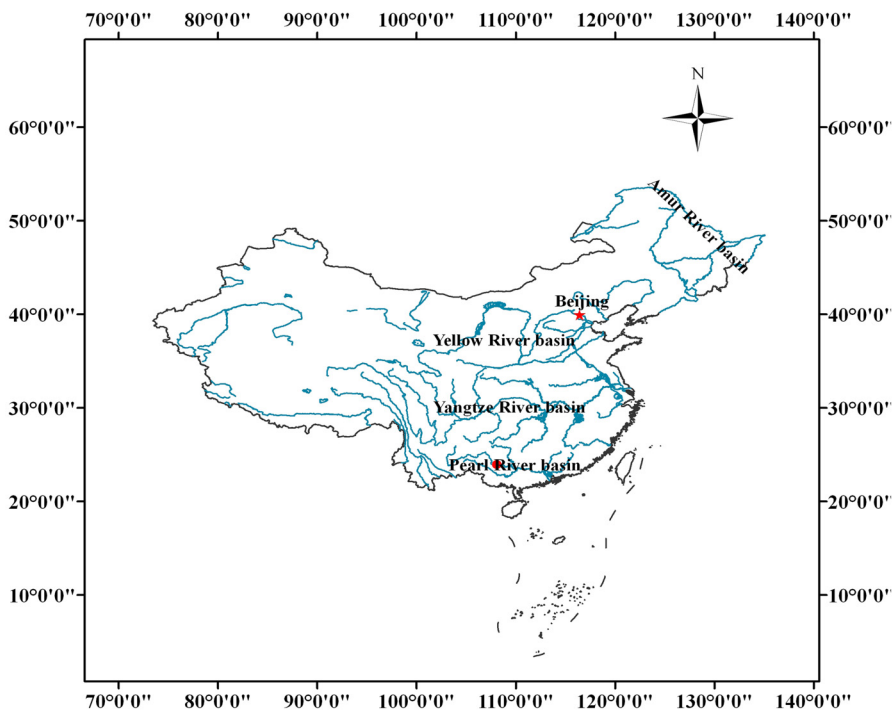 70°0'0" 80°0'0" 90°0'0" 100°0'0" 110°0'0" 120°0'0" 130°0'0" 140°0'0"
N
60°0'0" 60°0'0"
Amur River basin
50°0'0" 50°0'0"
Beijing
40°0'0" 40°0'0"
Yellow River basin
30°0'0" 30°0'0"
Yangtze River basin
Pearl River basin
20°0'0" 20°0'0"
10°0'0" 10°0'0"
70°0'0" 80°0'0" 90°0'0" 100°0'0" 110°0'0" 120°0'0" 130°0'0" 140°0'0"